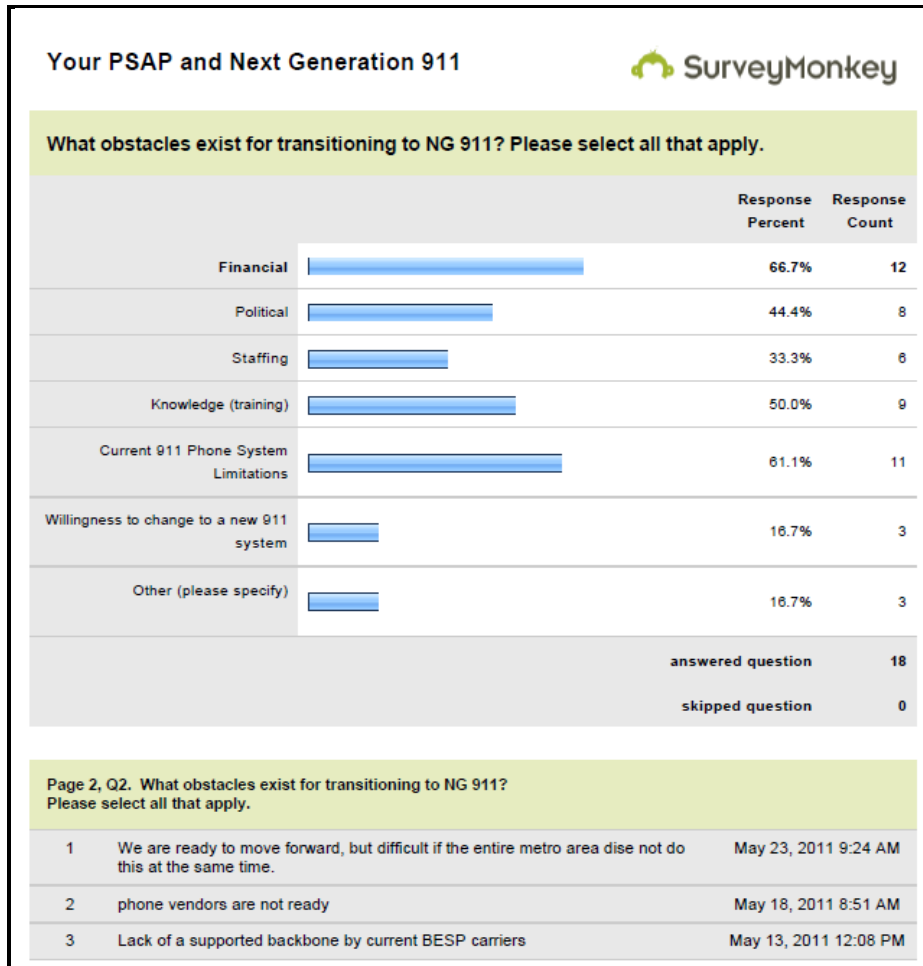 Your PSAP and Next Generation 911
SurveyMonkey
What obstacles exist for transitioning to NG 911? Please select all that apply.
Response Response
Percent Count
Financial 66.7% 12
Political 44.4% 8
Staffing 33.3% 6
Knowledge (training) 50.0% 9
Current 911 Phone System
Limitations 61.1% 11
Willingness to change to a new 911
system 16.7% 3
Other (please specify)
16.7% 3
answered question 18
skipped question 0
Page 2, Q2. What obstacles exist for transitioning to NG 911?
Please select all that apply.
1 We are ready to move forward, but difficult if the entire metro area dise not do May 23, 2011 9:24 AM
this at the same time.
2 phone vendors are not ready May 18, 2011 8:51 AM
3 Lack of a supported backbone by current BESP carriers May 13, 2011 12:08 PM